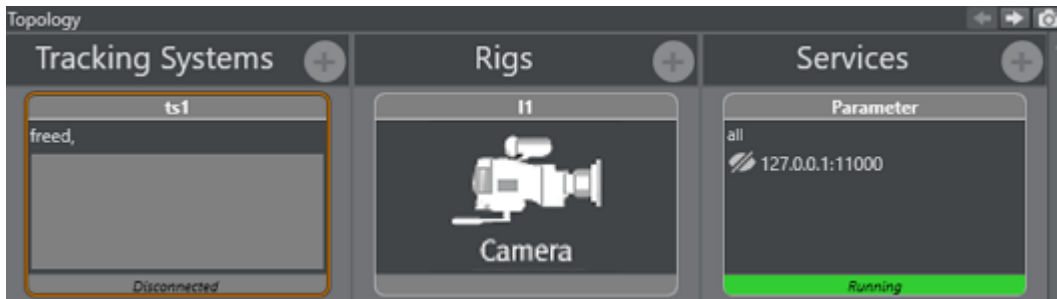 Topology
Tracking Systems
Rigs
Services
ts1
freed,
Disconnected
l1
Camera
Parameter
all
127.0.0.1:11000
Running